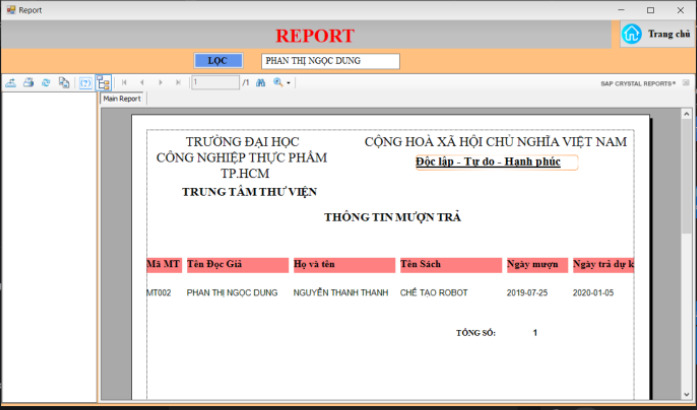 Report
REPORT
Trang chủ
LỌC
PHAN THỊ NGỌC DUNG
1
/1
SAP CRYSTAL REPORTS®
Main Report
TRƯỜNG ĐẠI HỌC
CÔNG NGHIỆP THỰC PHẨM
TP.HCM
TRUNG TÂM THƯ VIỆN
CỘNG HOÀ XÃ HỘI CHỦ NGHĨA VIỆT NAM
Độc lập - Tự do - Hạnh phúc
THÔNG TIN MƯỢN TRẢ
Mã MT Tên Đọc Giả Họ và tên Tên Sách Ngày mượn Ngày trả dự k
MT002 PHAN THỊ NGỌC DUNG NGUYỄN THANH THANH CHẾ TẠO ROBOT 2019-07-25 2020-01-05
TỔNG SỐ: 1